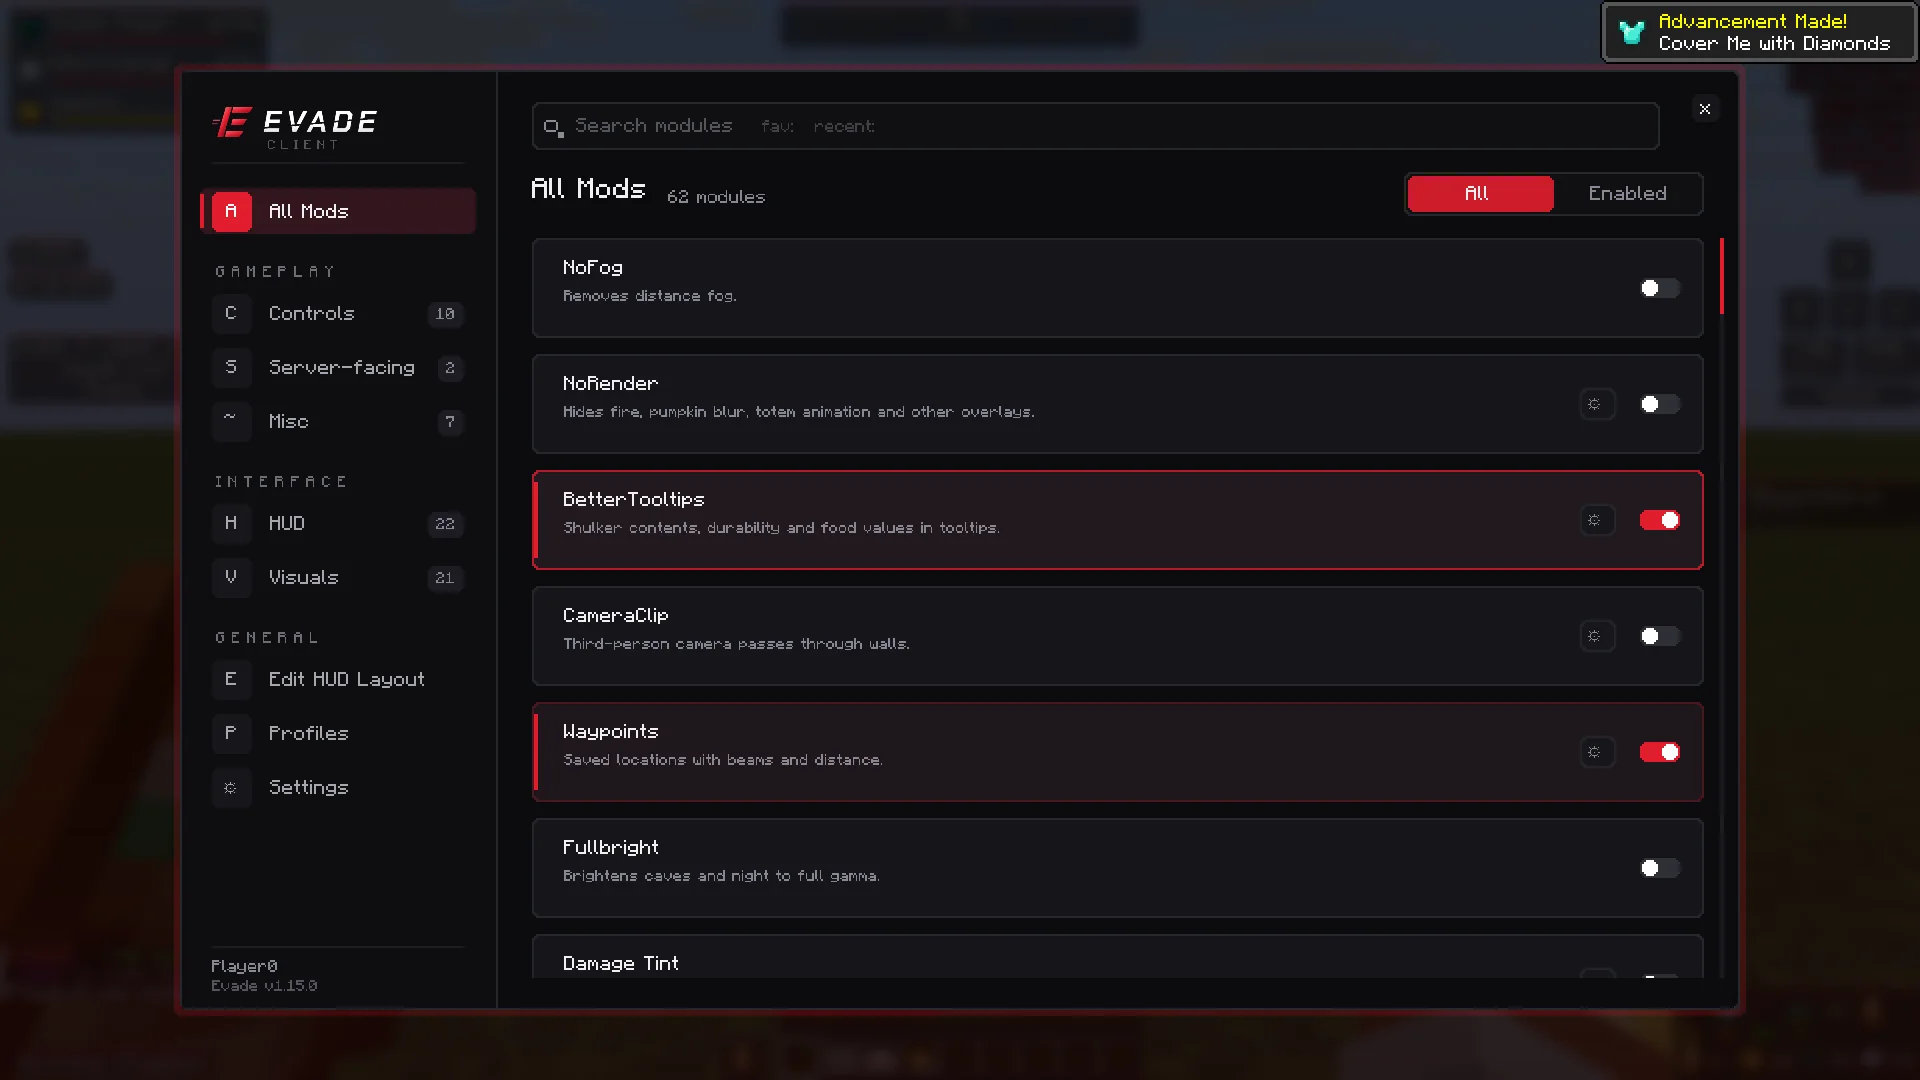 Advancement Made!
Cover Me with Diamonds
EVADE
CLIENT
Search modules fav: recent:
All Mods 62 modules
All Enabled
A All Mods
GAMEPLAY
C Controls 10
S Server-facing 2
~ Misc 7
INTERFACE
H HUD 22
V Visuals 21
GENERAL
E Edit HUD Layout
P Profiles
Settings
Player0
Evade v1.15.0
NoFog
Removes distance fog.
NoRender
Hides fire, pumpkin blur, totem animation and other overlays.
BetterTooltips
Shulker contents, durability and food values in tooltips.
CameraClip
Third-person camera passes through walls.
Waypoints
Saved locations with beams and distance.
Fullbright
Brightens caves and night to full gamma.
Damage Tint